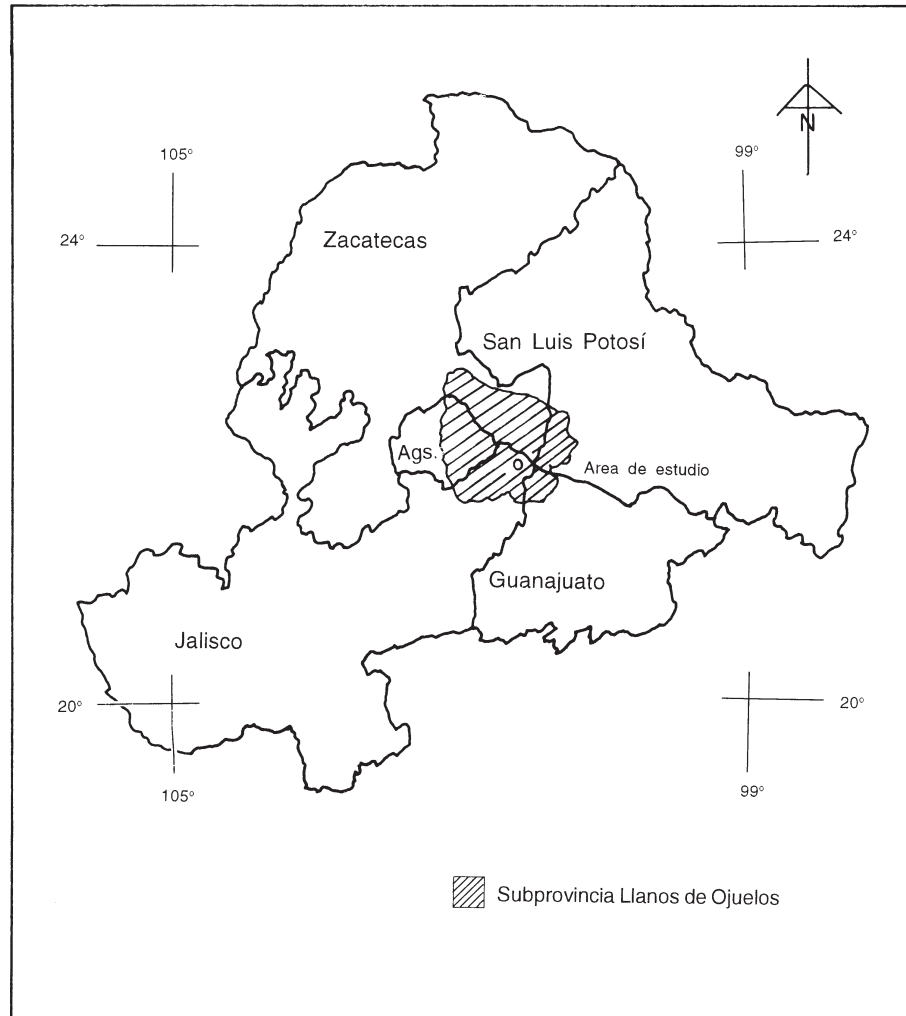 N
105°
99°
24°
24°
Zacatecas
San Luis Potosí
Ags.
Area de estudio
Guanajuato
Jalisco
20°
20°
105°
99°
Subprovincia Llanos de Ojuelos